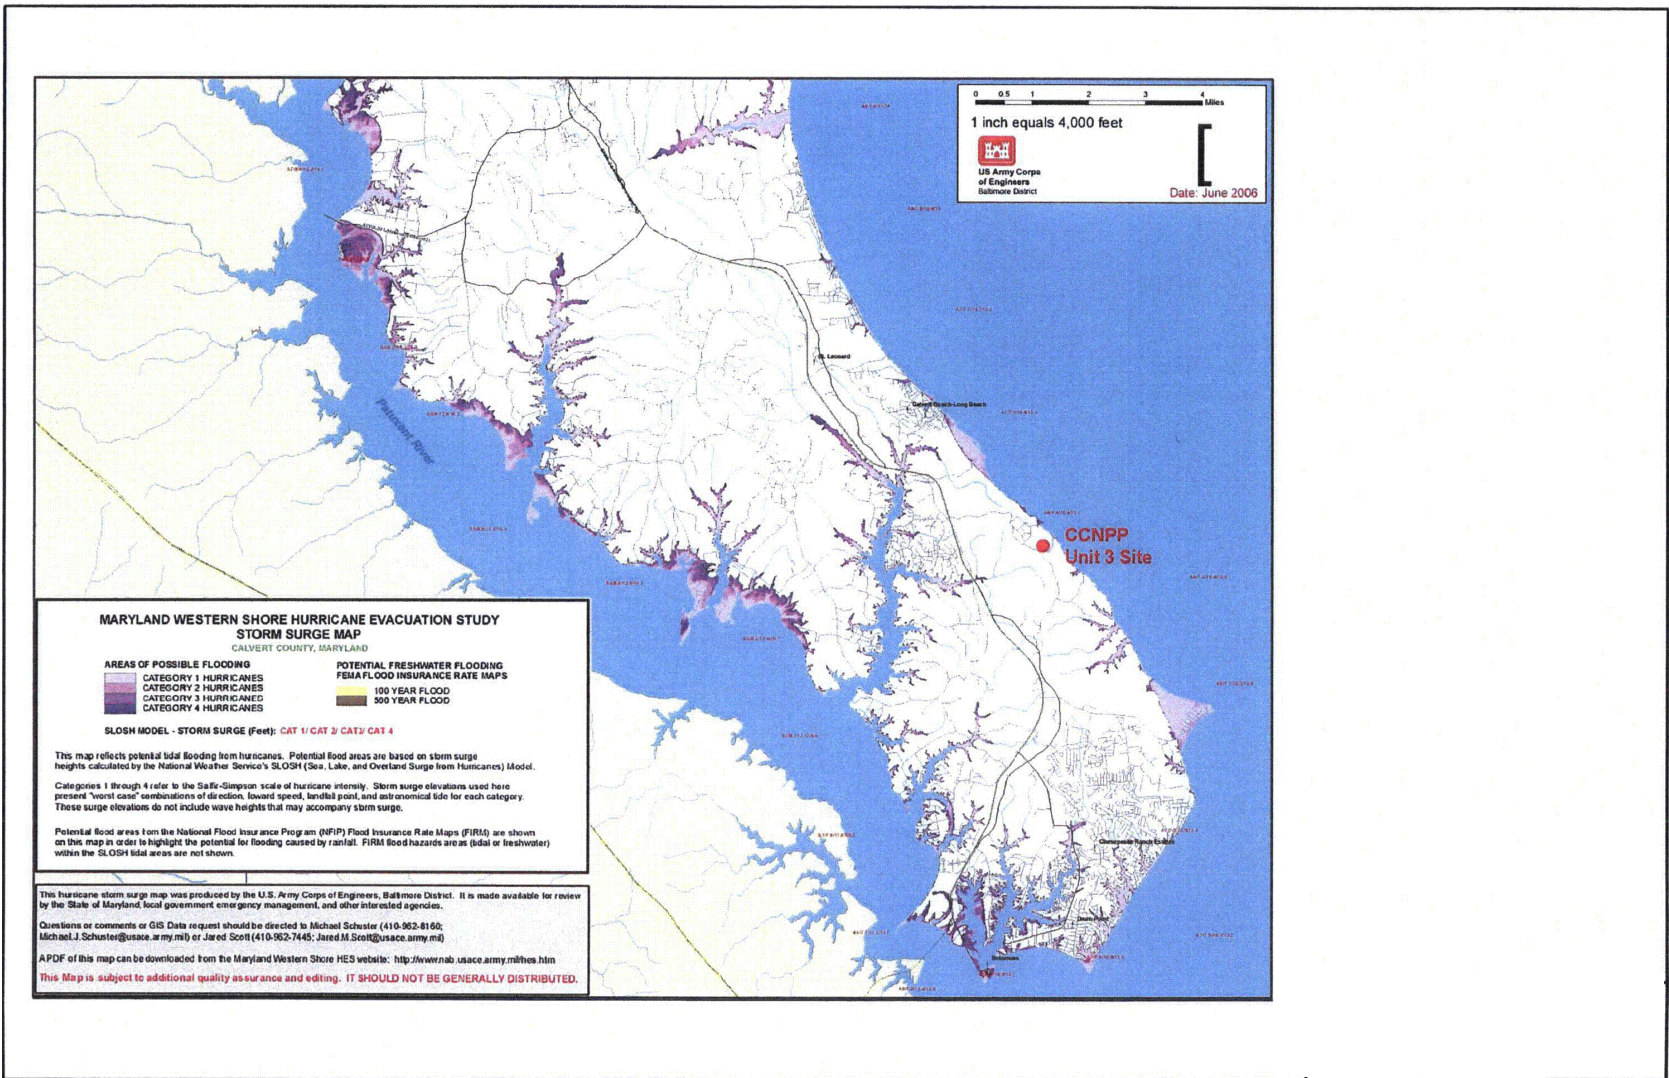 0 0.5 1 2 3 4
Miles
1 inch equals 4,000 feet
US Army Corps
of Engineers
Baltimore District
Date: June 2006
St. Leonard
Calvert Beach-Long Beach
Patuxent River
CCNPP
Unit 3 Site
Chesapeake Ranch Estates
Drum Point
Solomons
MARYLAND WESTERN SHORE HURRICANE EVACUATION STUDY
STORM SURGE MAP
CALVERT COUNTY, MARYLAND
AREAS OF POSSIBLE FLOODING
CATEGORY 1 HURRICANES
CATEGORY 2 HURRICANES
CATEGORY 3 HURRICANES
CATEGORY 4 HURRICANES
POTENTIAL FRESHWATER FLOODING
FEMA FLOOD INSURANCE RATE MAPS
100 YEAR FLOOD
500 YEAR FLOOD
SLOSH MODEL - STORM SURGE (Feet): CAT 1/ CAT 2/ CAT3/ CAT 4
This map reflects potential tidal flooding from hurricanes. Potential flood areas are based on storm surge
heights calculated by the National Weather Service's SLOSH (Sea, Lake, and Overland Surge from Hurricanes) Model.
Categories 1 through 4 refer to the Saffir-Simpson scale of hurricane intensity. Storm surge elevations used here
present "worst case" combinations of direction, foward speed, landfall point, and astronomical tide for each category.
These surge elevations do not include wave heights that may accompany storm surge.
Potential flood areas from the National Flood Insurance Program (NFIP) Flood Insurance Rate Maps (FIRM) are shown
on this map in order to highlight the potential for flooding caused by rainfall. FIRM flood hazards areas (tidal or freshwater)
within the SLOSH tidal areas are not shown.
This hurricane storm surge map was produced by the U.S. Army Corps of Engineers, Baltimore District. It is made available for review
by the State of Maryland, local government emergency management, and other interested agencies.
Questions or comments or GIS Data request should be directed to Michael Schuster (410-962-8160;
Michael.J.Schuster@usace.army.mil) or Jared Scott (410-962-7445; Jared.M.Scott@usace.army.mil)
A PDF of this map can be downloaded from the Maryland Western Shore HES website: http://www.nab.usace.army.mil/hes.htm
This Map is subject to additional quality assurance and editing. IT SHOULD NOT BE GENERALLY DISTRIBUTED.